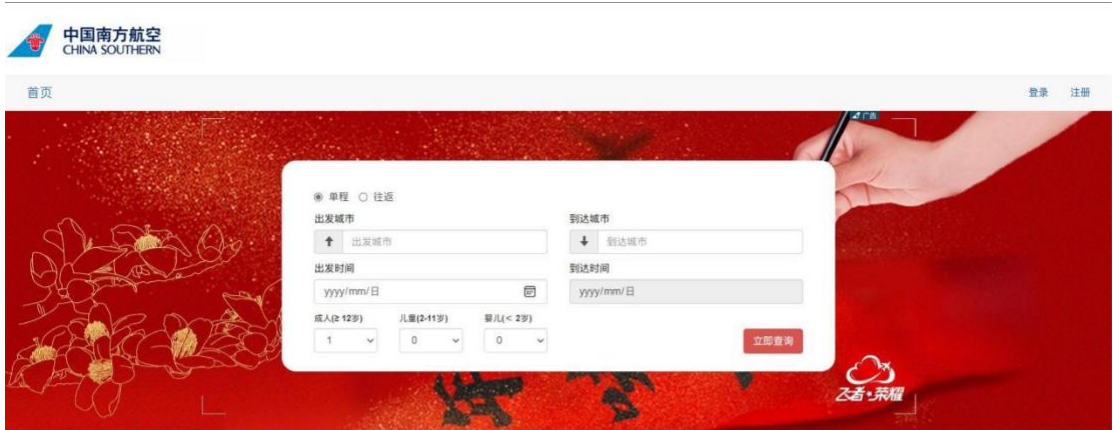 中国南方航空
CHINA SOUTHERN
首页
登录 注册
广告
单程 往返
出发城市 到达城市
出发城市 到达城市
出发时间 到达时间
yyyy/mm/日 yyyy/mm/日
成人(≥ 12岁) 儿童(2-11岁) 婴儿(< 2岁)
1 0 0 立即查询
飞者·荣耀